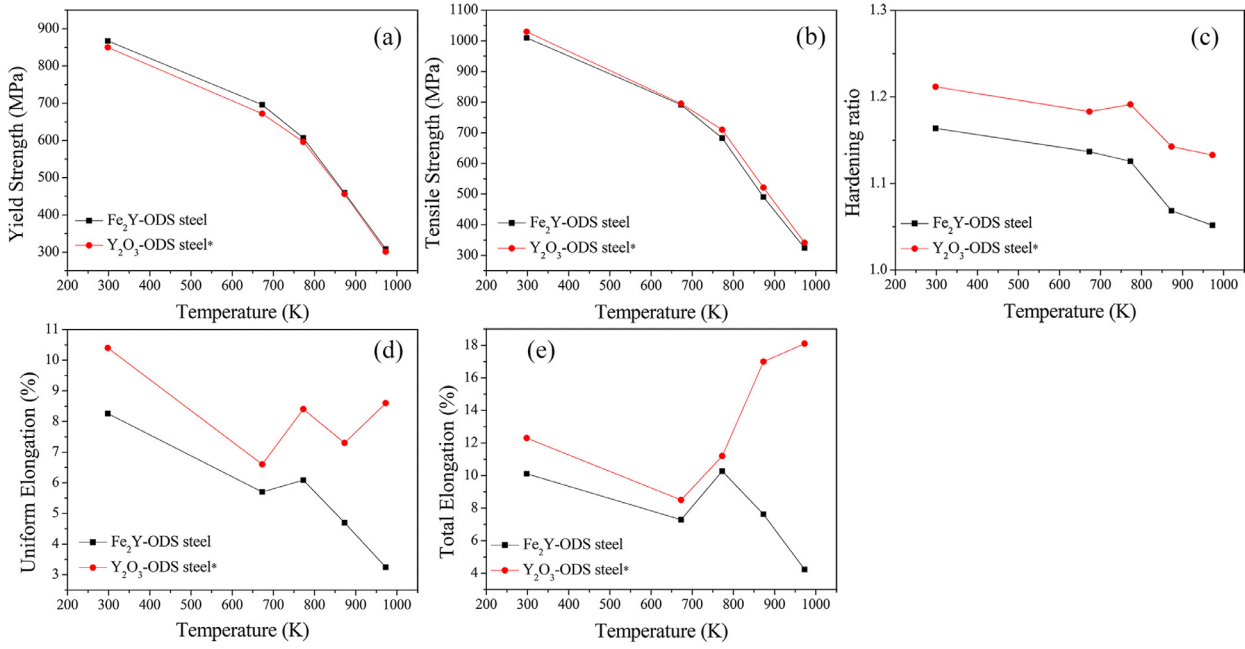 (a)
900
800
700
600
500
400
300
Yield Strength (MPa)
Fe₂Y-ODS steel
Y₂O₃-ODS steel*
200 300 400 500 600 700 800 900 1000
Temperature (K)
(b)
1100
1000
900
800
700
600
500
400
300
Tensile Strength (MPa)
Fe₂Y-ODS steel
Y₂O₃-ODS steel*
200 300 400 500 600 700 800 900 1000
Temperature (K)
(c)
1.3
1.2
1.1
1.0
Hardening ratio
Fe₂Y-ODS steel
Y₂O₃-ODS steel*
200 300 400 500 600 700 800 900 1000
Temperature (K)
(d)
11
10
9
8
7
6
5
4
3
Uniform Elongation (%)
Fe₂Y-ODS steel
Y₂O₃-ODS steel*
200 300 400 500 600 700 800 900 1000
Temperature (K)
(e)
18
16
14
12
10
8
6
4
Total Elongation (%)
Fe₂Y-ODS steel
Y₂O₃-ODS steel*
200 300 400 500 600 700 800 900 1000
Temperature (K)